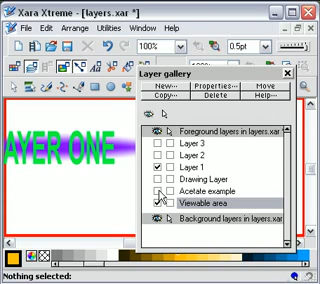 Xara Xtreme - [layers.xar *]
File Edit Arrange Utilities Window Help
100% 0.5pt
Layer gallery
New... Properties... Move
Copy... Delete Help...
Foreground layers in layers.xar
Layer 3
Layer 2
Layer 1
Drawing Layer
Acetate example
Viewable area
Background layers in layers.xar
AYER ONE
Nothing selected: